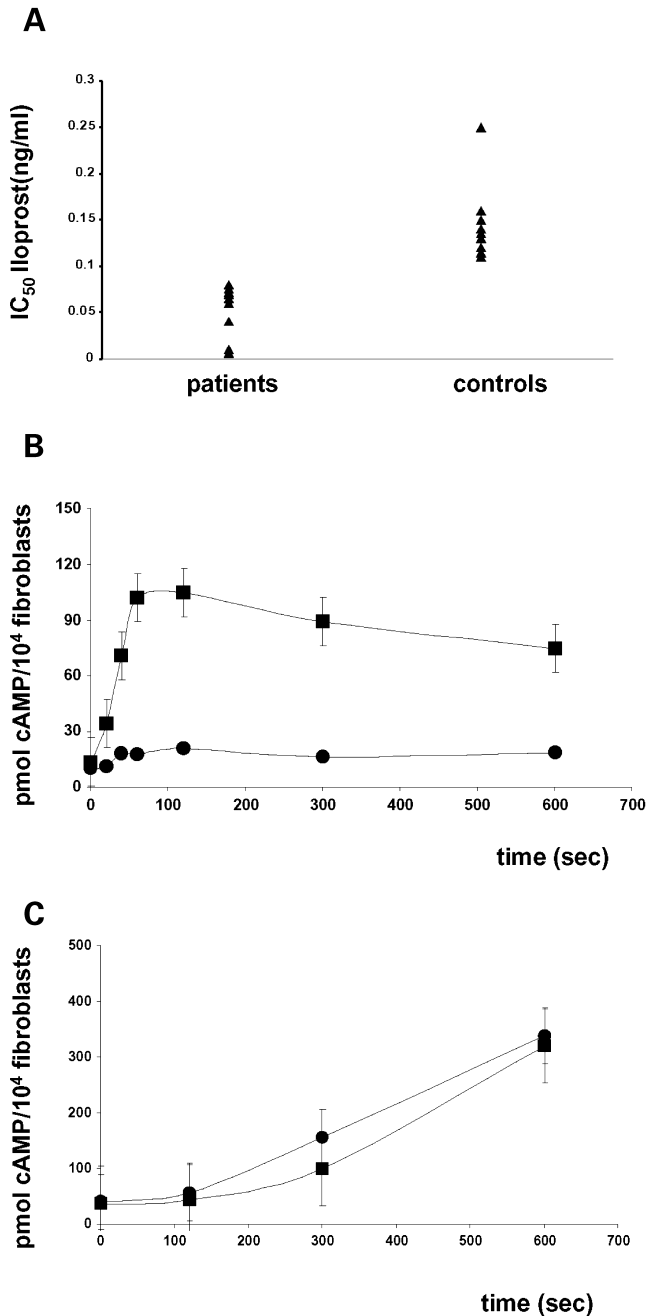 A
IC50 Iloprost(ng/ml)
0.3
0.25
0.2
0.15
0.1
0.05
0
patients controls
B
pmol cAMP/10⁴ fibroblasts
150
120
90
60
30
0
0 100 200 300 400 500 600 700
time (sec)
C
pmol cAMP/10⁴ fibroblasts
500
400
300
200
100
0
0 100 200 300 400 500 600 700
time (sec)